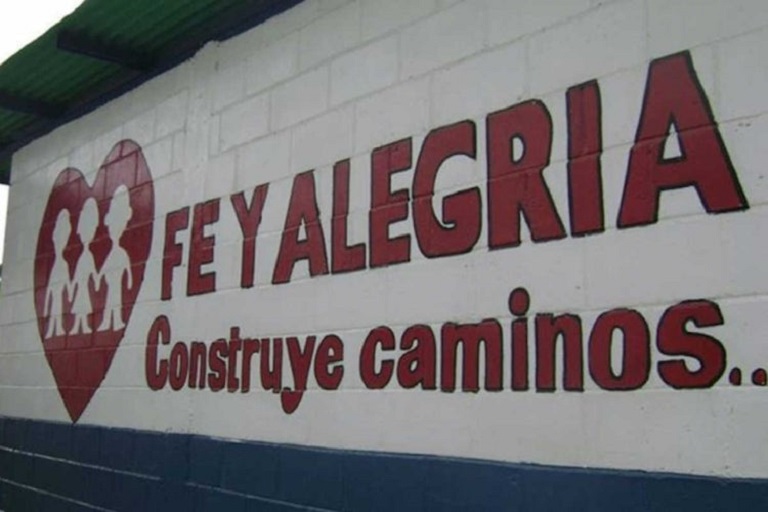 FE Y ALEGRIA
Construye caminos..